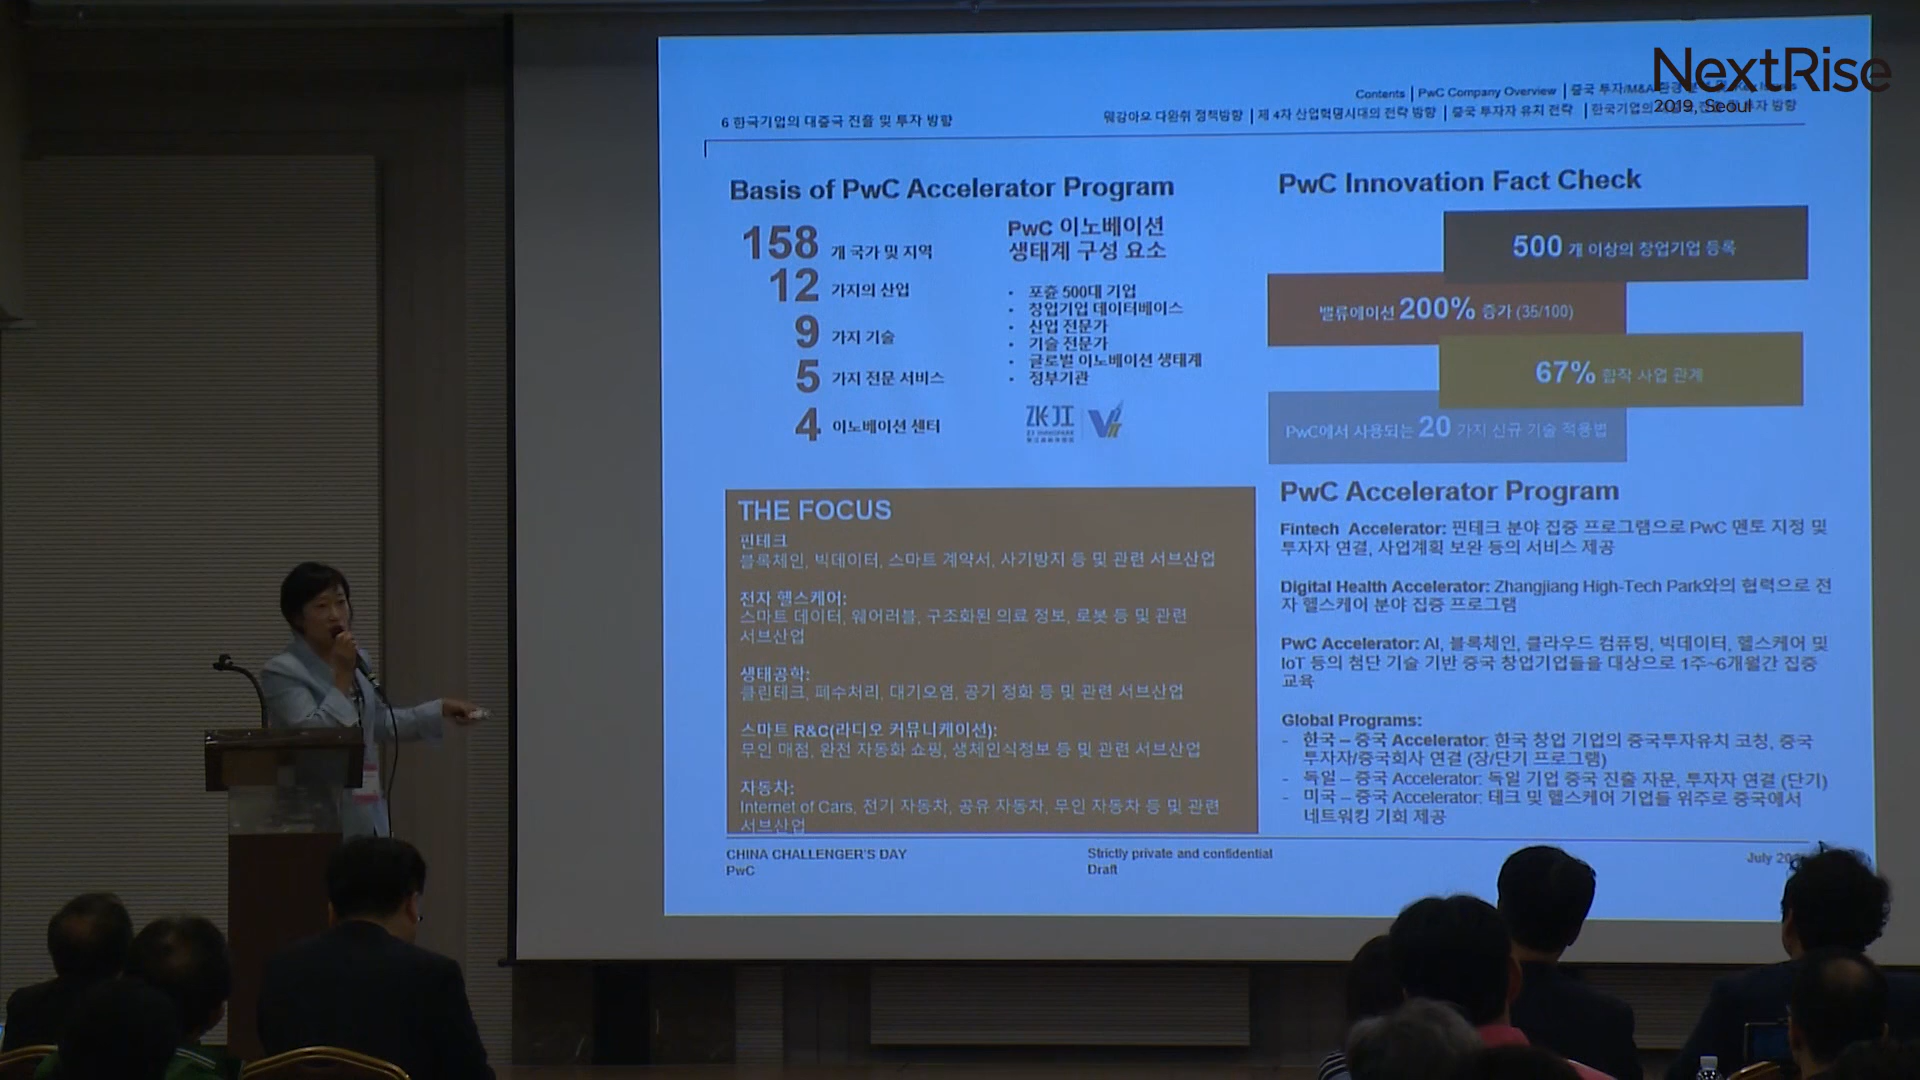 NextRise
2019, Seoul
Contents | PwC Company Overview | 중국 투자/M&A
6 한국기업의 대중국 진출 및 투자 방향
제 4차 산업혁명시대의 전략 방향 | 중국 투자자 유치 전략 | 한국기업의
Basis of PwC Accelerator Program
158 개 국가 및 지역
12 가지의 산업
9 가지 기술
5 가지 전문 서비스
4 이노베이션 센터
PwC 이노베이션
생태계 구성 요소
• 포츈 500대 기업
• 창업기업 데이터베이스
• 산업 전문가
• 기술 전문가
• 글로벌 이노베이션 생태계
• 정부기관
PwC Innovation Fact Check
500 개 이상의 창업기업 등록
밸류에이션 200% 증가 (35/100)
67% 합작 사업 관계
PwC에서 사용되는 20 가지 신규 기술 적용법
THE FOCUS
핀테크
블록체인, 빅데이터, 스마트 계약서, 사기방지 등 및 관련 서브산업
전자 헬스케어:
스마트 데이터, 웨어러블, 구조화된 의료 정보, 로봇 등 및 관련
서브산업
생태공학:
클린테크, 폐수처리, 대기오염, 공기 정화 등 및 관련 서브산업
스마트 R&C(라디오 커뮤니케이션):
무인 매점, 완전 자동화 쇼핑, 생체인식정보 등 및 관련 서브산업
자동차:
Internet of Cars, 전기 자동차, 공유 자동차, 무인 자동차 등 및 관련
서브산업
PwC Accelerator Program
Fintech Accelerator: 핀테크 분야 집중 프로그램으로 PwC 멘토 지정 및
투자자 연결, 사업계획 보완 등의 서비스 제공
Digital Health Accelerator: Zhangjiang High-Tech Park와의 협력으로 전
자 헬스케어 분야 집중 프로그램
PwC Accelerator: AI, 블록체인, 클라우드 컴퓨팅, 빅데이터, 헬스케어 및
IoT 등의 첨단 기술 기반 중국 창업기업들을 대상으로 1주~6개월간 집중
교육
Global Programs:
- 한국 – 중국 Accelerator: 한국 창업 기업의 중국투자유치 코칭, 중국
투자자/중국회사 연결 (장/단기 프로그램)
- 독일 – 중국 Accelerator: 독일 기업 중국 진출 자문, 투자자 연결 (단기)
- 미국 – 중국 Accelerator: 테크 및 헬스케어 기업들 위주로 중국에서
네트워킹 기회 제공
CHINA CHALLENGER'S DAY
PwC
Strictly private and confidential
Draft
July